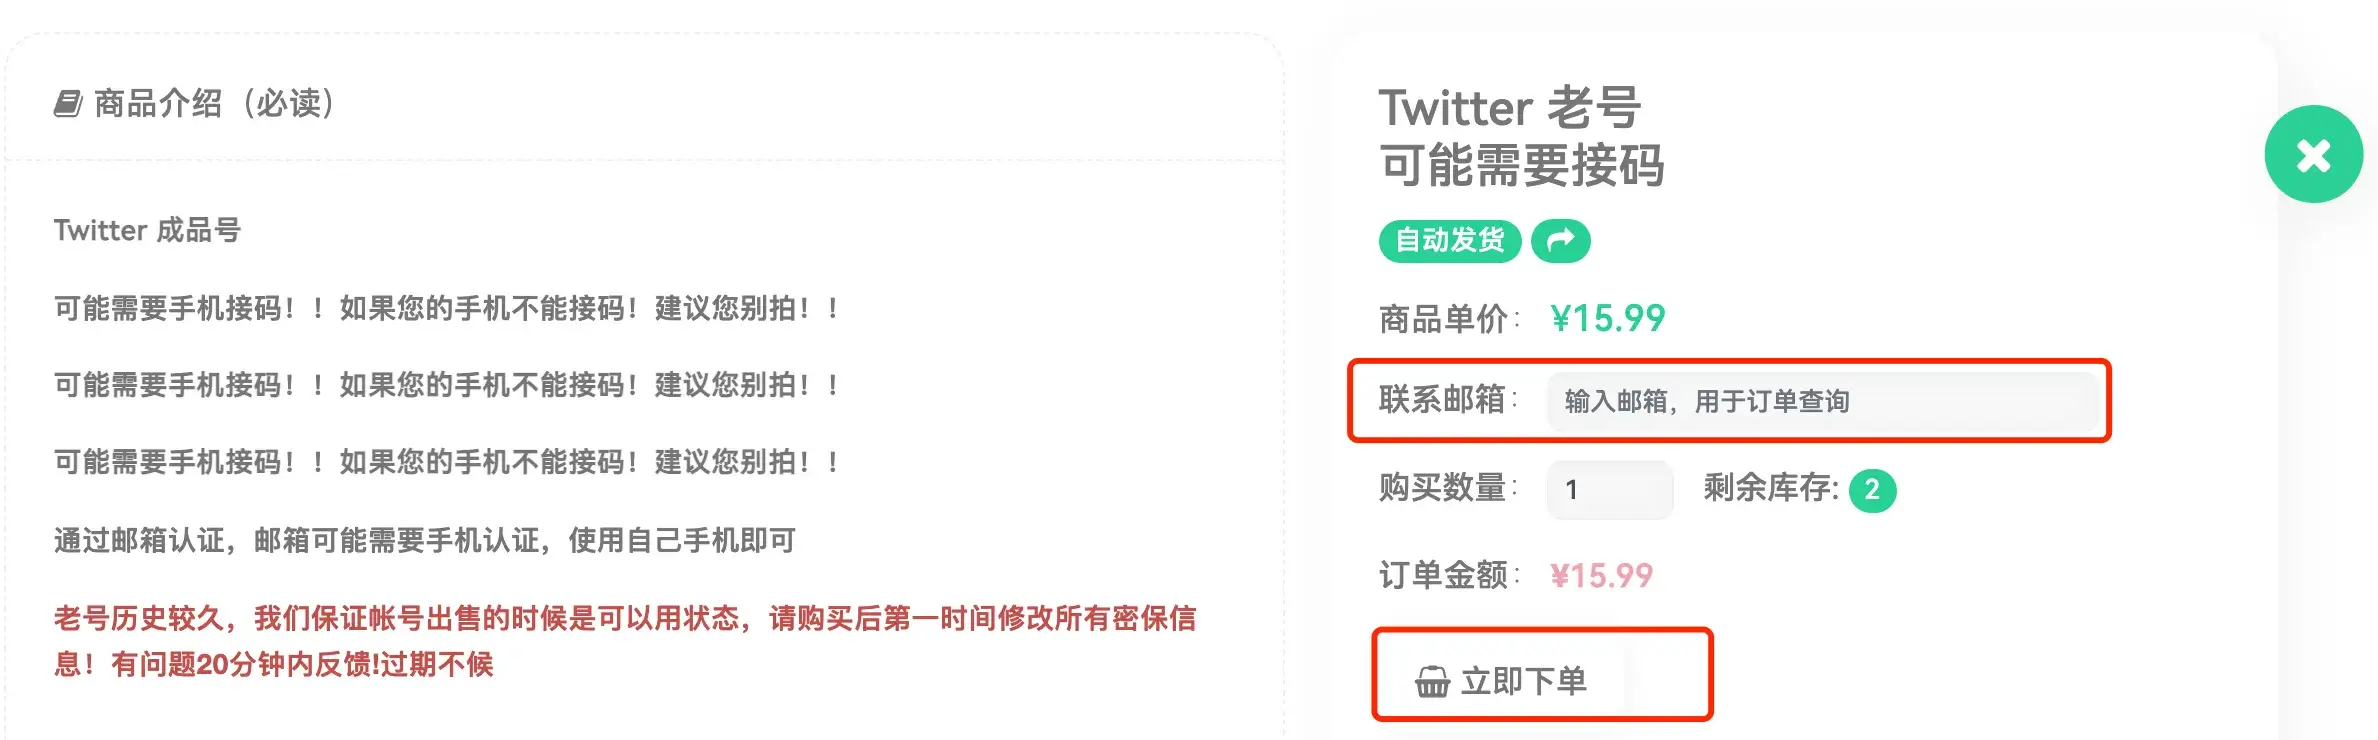 商品介绍（必读）
Twitter 成品号
可能需要手机接码！！如果您的手机不能接码！建议您别拍！！
可能需要手机接码！！如果您的手机不能接码！建议您别拍！！
可能需要手机接码！！如果您的手机不能接码！建议您别拍！！
通过邮箱认证，邮箱可能需要手机认证，使用自己手机即可
老号历史较久，我们保证帐号出售的时候是可以用状态，请购买后第一时间修改所有密保信
息！有问题20分钟内反馈!过期不候
Twitter 老号
可能需要接码
自动发货
商品单价： ¥15.99
联系邮箱： 输入邮箱，用于订单查询
购买数量： 1 剩余库存: 2
订单金额： ¥15.99
立即下单